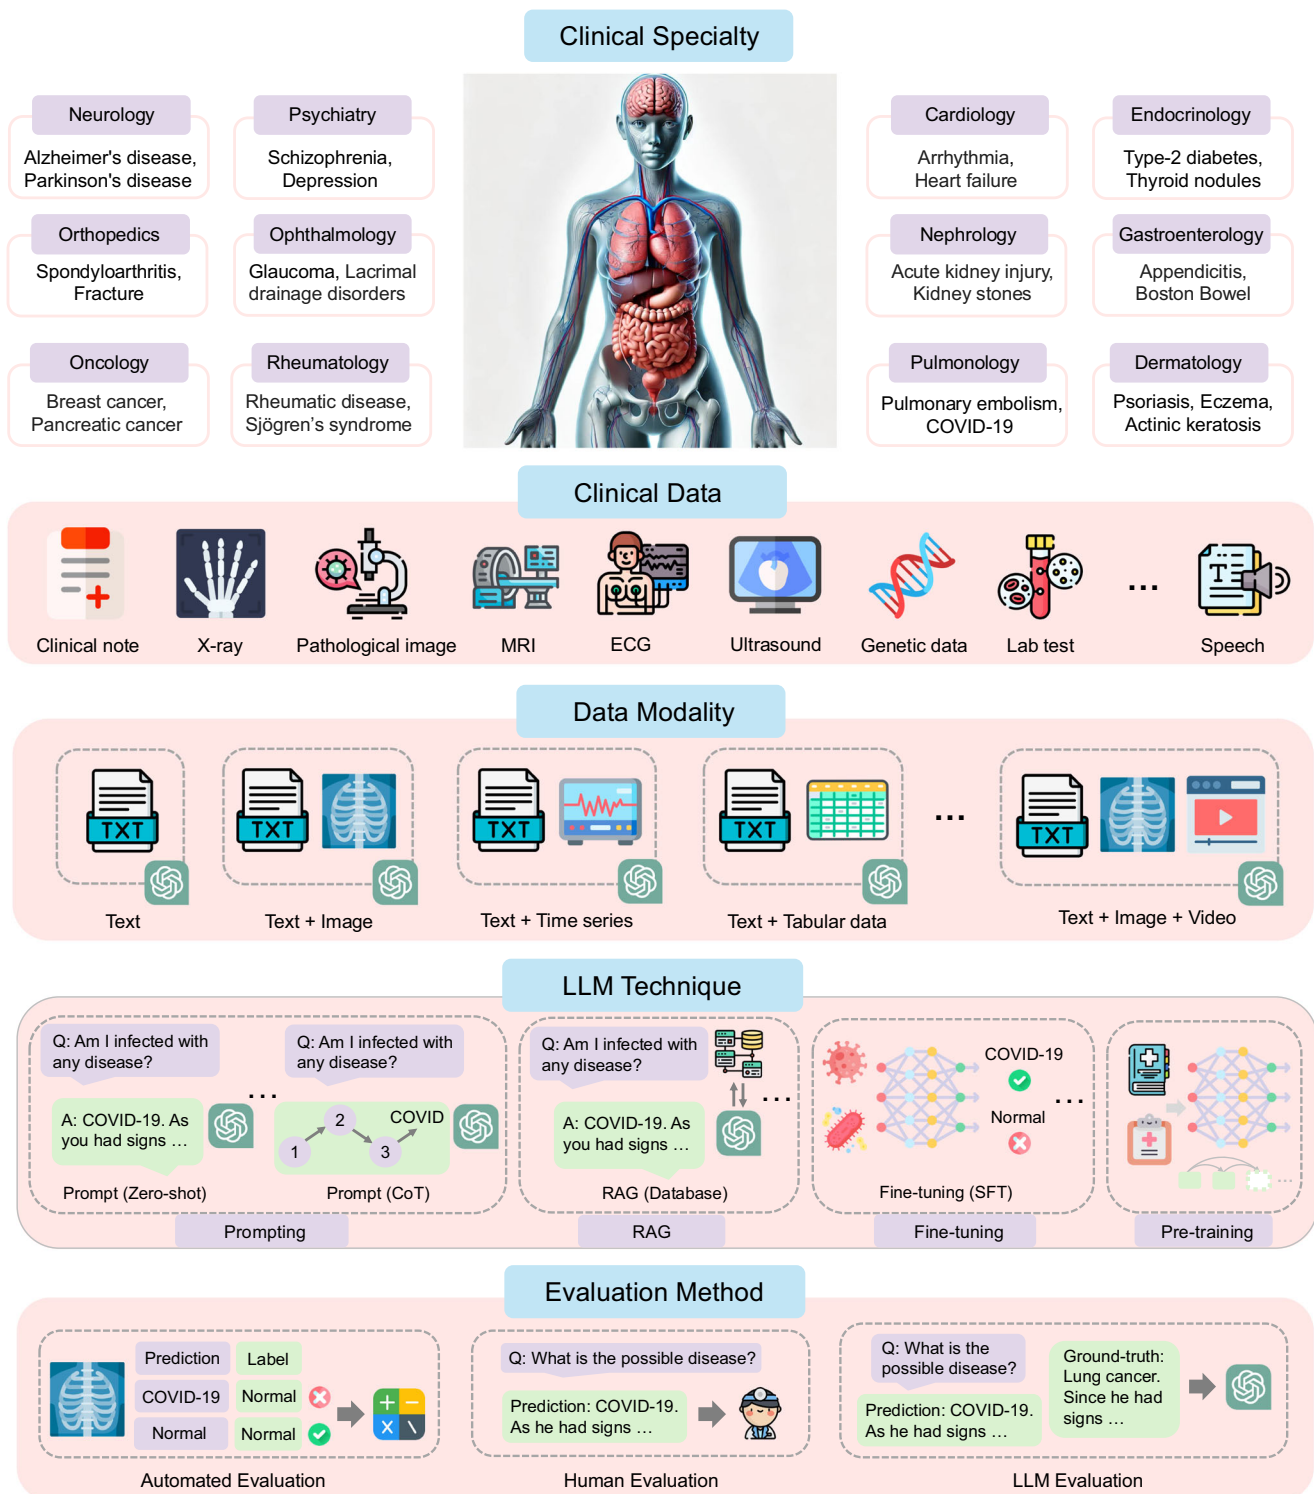 Clinical Specialty
Neurology
Alzheimer's disease,
Parkinson's disease
Psychiatry
Schizophrenia,
Depression
Cardiology
Arrhythmia,
Heart failure
Endocrinology
Type-2 diabetes,
Thyroid nodules
Orthopedics
Spondyloarthritis,
Fracture
Ophthalmology
Glaucoma, Lacrimal
drainage disorders
Nephrology
Acute kidney injury,
Kidney stones
Gastroenterology
Appendicitis,
Boston Bowel
Oncology
Breast cancer,
Pancreatic cancer
Rheumatology
Rheumatic disease,
Sjögren’s syndrome
Pulmonology
Pulmonary embolism,
COVID-19
Dermatology
Psoriasis, Eczema,
Actinic keratosis
Clinical Data
T
...
Clinical note
X-ray
Pathological image
MRI
ECG
Ultrasound
Genetic data
Lab test
Speech
Data Modality
TXT
TXT
TXT
TXT
...
TXT
Text
Text + Image
Text + Time series
Text + Tabular data
Text + Image + Video
LLM Technique
Q: Am I infected with
any disease?
A: COVID-19. As
you had signs ...
Prompt (Zero-shot)
...
Q: Am I infected with
any disease?
1
2
3
COVID
Prompt (CoT)
Prompting
Q: Am I infected with
any disease?
A: COVID-19. As
you had signs ...
...
RAG (Database)
RAG
COVID-19
Normal
...
Fine-tuning (SFT)
Fine-tuning
...
Pre-training
Evaluation Method
Prediction
Label
COVID-19
Normal
Normal
Normal
Automated Evaluation
Q: What is the possible disease?
Prediction: COVID-19.
As he had signs ...
Human Evaluation
Q: What is the
possible disease?
Prediction: COVID-19.
As he had signs ...
Ground-truth:
Lung cancer.
Since he had
signs ...
LLM Evaluation